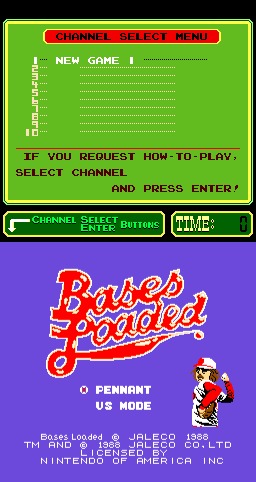 CHANNEL SELECT MENU
1 NEW GAME 1
2
3
4
5
6
7
8
9
10
IF YOU REQUEST HOW-TO-PLAY,
SELECT CHANNEL
AND PRESS ENTER!
CHANNEL SELECT
ENTER BUTTONS
TIME: 0
Bases
Loaded
PENNANT
VS MODE
Bases Loaded © JALECO 1988
TM AND © 1988 JALECO CO.LTD
LICENSED BY
NINTENDO OF AMERICA INC